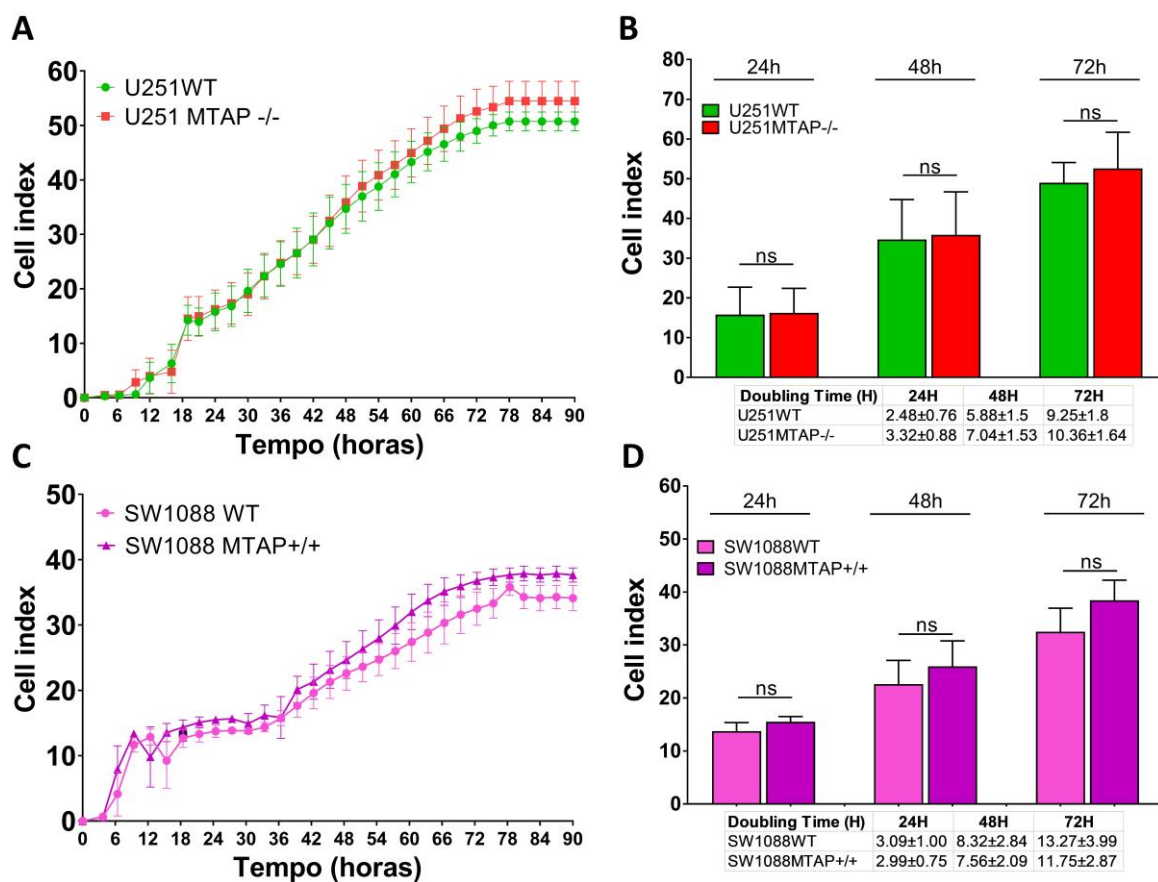 A
Cell index
60
50
40
30
20
10
0
U251WT
U251 MTAP -/-
0 6 12 18 24 30 36 42 48 54 60 66 72 78 84 90
Tempo (horas)
B
Cell index
80
70
60
50
40
30
20
10
0
24h 48h 72h
U251WT
U251MTAP-/-
ns ns ns
Doubling Time (H) 24H 48H 72H
U251WT 2.48±0.76 5.88±1.5 9.25±1.8
U251MTAP-/- 3.32±0.88 7.04±1.53 10.36±1.64
C
Cell index
50
40
30
20
10
0
SW1088 WT
SW1088 MTAP+/+
0 6 12 18 24 30 36 42 48 54 60 66 72 78 84 90
Tempo (horas)
D
Cell index
60
50
40
30
20
10
0
24h 48h 72h
SW1088WT
SW1088MTAP+/+
ns ns ns
Doubling Time (H) 24H 48H 72H
SW1088WT 3.09±1.00 8.32±2.84 13.27±3.99
SW1088MTAP+/+ 2.99±0.75 7.56±2.09 11.75±2.87